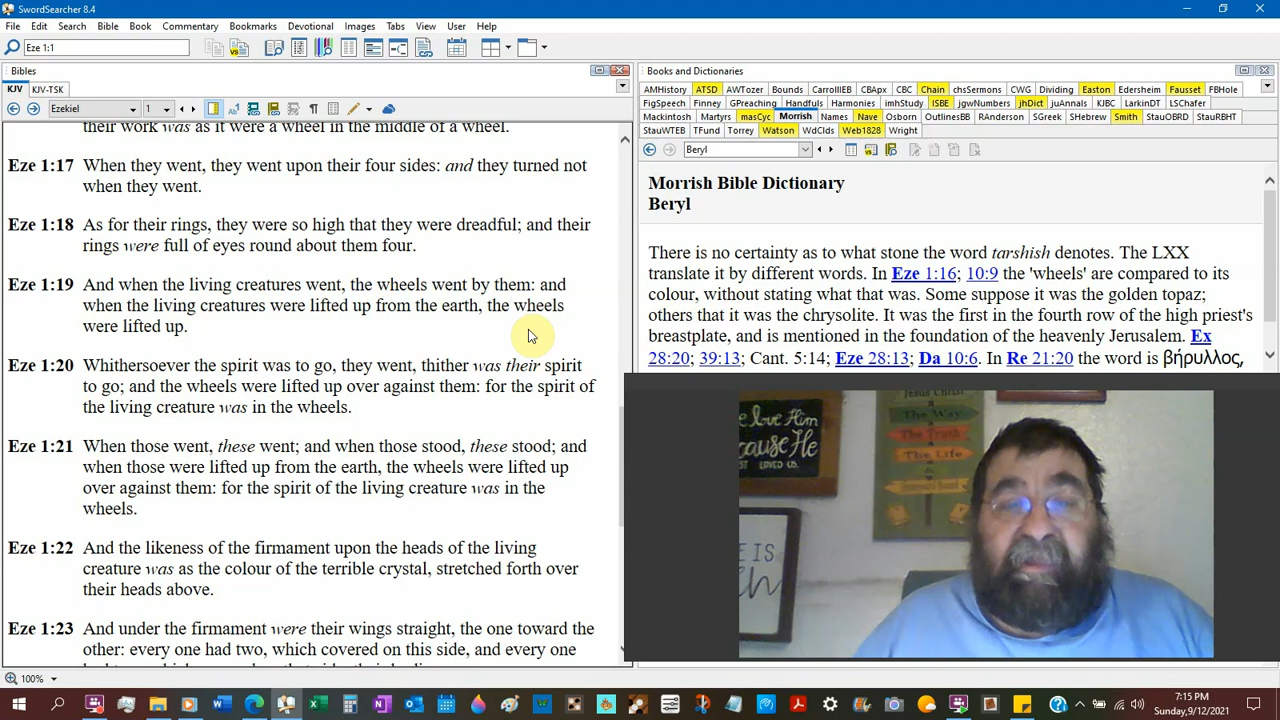 SwordSearcher 8.4
File Edit Search Bible Book Commentary Bookmarks Devotional Images Tabs View User Help
Eze 1:1
Bibles
KJV KJV-TSK
Ezekiel 1
their work was as it were a wheel in the middle of a wheel.
Eze 1:17 When they went, they went upon their four sides: and they turned not
when they went.
Eze 1:18 As for their rings, they were so high that they were dreadful; and their
rings were full of eyes round about them four.
Eze 1:19 And when the living creatures went, the wheels went by them: and
when the living creatures were lifted up from the earth, the wheels
were lifted up.
Eze 1:20 Whithersoever the spirit was to go, they went, thither was their spirit
to go; and the wheels were lifted up over against them: for the spirit of
the living creature was in the wheels.
Eze 1:21 When those went, these went; and when those stood, these stood; and
when those were lifted up from the earth, the wheels were lifted up
over against them: for the spirit of the living creature was in the
wheels.
Eze 1:22 And the likeness of the firmament upon the heads of the living
creature was as the colour of the terrible crystal, stretched forth over
their heads above.
Eze 1:23 And under the firmament were their wings straight, the one toward the
other: every one had two, which covered on this side, and every one
100%
Books and Dictionaries
AMHistory ATSD AWTozer Bounds CarrollIEB CBApx CBC Chain chsSermons CWG Dividing Easton Edersheim Fausset FBHole
FigSpeech Finney GPreaching Handfuls Harmonies imhStudy ISBE jgwNumbers jhDict juAnnals KJBC LarkinDT LSChafer
Mackintosh Martyrs masCyc Morrish Names Nave Osborn OutlinesBB RAnderson SGreek SHebrew Smith StauOBRD StauRBHT
StauWTEB TFund Torrey Watson WdClds Web1828 Wright
Beryl
Morrish Bible Dictionary
Beryl
There is no certainty as to what stone the word tarshish denotes. The LXX
translate it by different words. In Eze 1:16; 10:9 the 'wheels' are compared to its
colour, without stating what that was. Some suppose it was the golden topaz;
others that it was the chrysolite. It was the first in the fourth row of the high priest's
breastplate, and is mentioned in the foundation of the heavenly Jerusalem. Ex
28:20; 39:13; Cant. 5:14; Eze 28:13; Da 10:6. In Re 21:20 the word is βήρυλλος,
love Him
cause He
ST LOVED US.
Jesus Christ
The Way
The Truth
The Life
E IS
7:15 PM
Sunday,9/12/2021